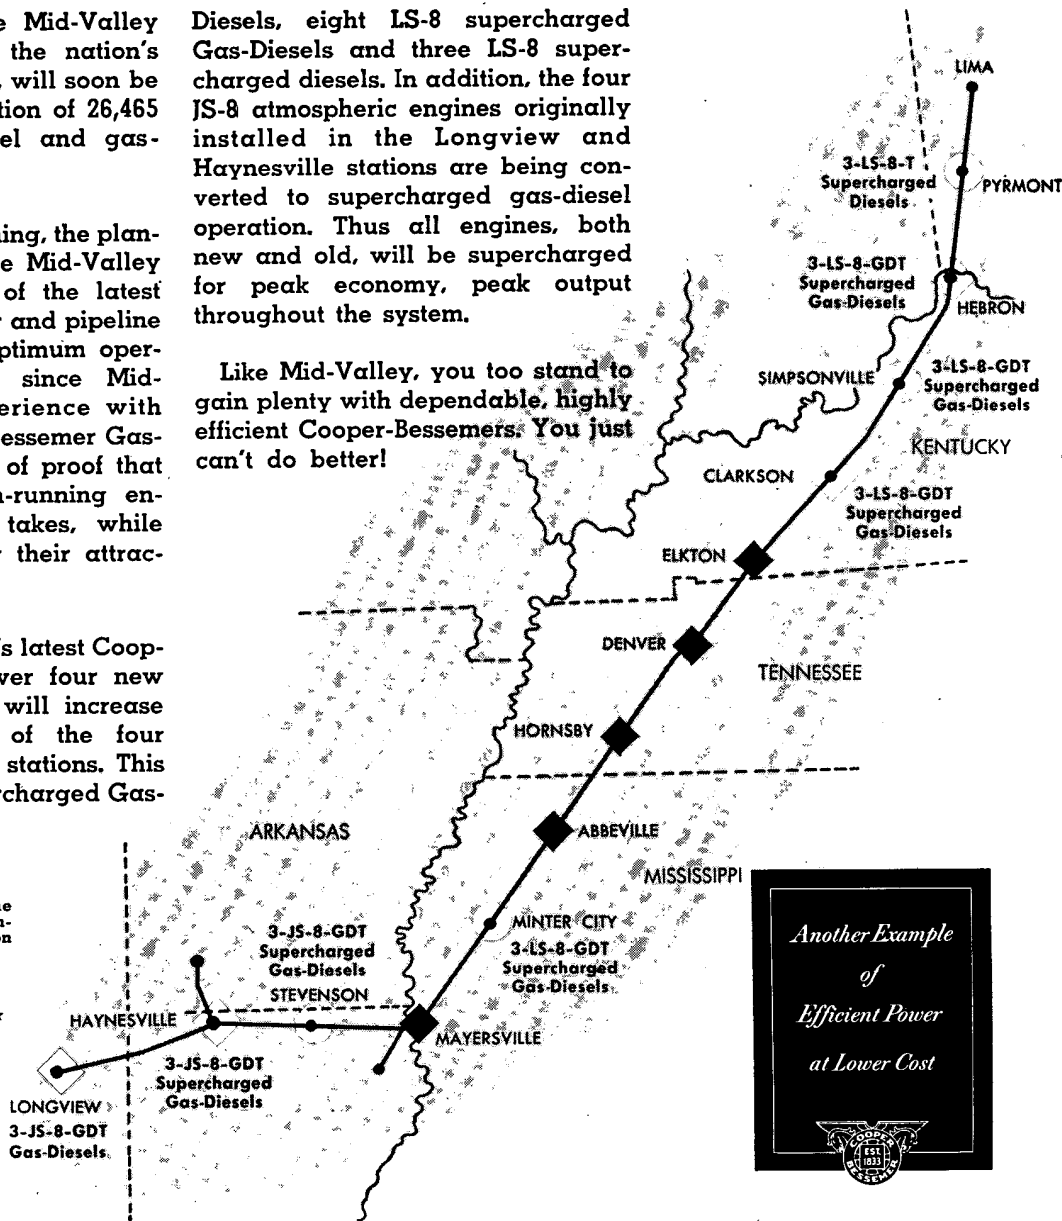 e Mid-Valley
the nation's
will soon be
tion of 26,465
el and gas-
ning, the plan-
e Mid-Valley
of the latest
r and pipeline
ptimum oper-
since Mid-
erience with
essemer Gas-
of proof that
h-running en-
takes, while
r their attrac-
's latest Coop-
wer four new
will increase
of the four
stations. This
rcharged Gas-
Diesels, eight LS-8 supercharged
Gas-Diesels and three LS-8 super-
charged diesels. In addition, the four
JS-8 atmospheric engines originally
installed in the Longview and
Haynesville stations are being con-
verted to supercharged gas-diesel
operation. Thus all engines, both
new and old, will be supercharged
for peak economy, peak output
throughout the system.
Like Mid-Valley, you too stand to
gain plenty with dependable, highly
efficient Cooper-Bessemers. You just
can't do better!
LIMA
3-LS-8-T
Supercharged
Diesels
PYRMONT
3-LS-8-GDT
Supercharged
Gas-Diesels
HEBRON
SIMPSONVILLE
3-LS-8-GDT
Supercharged
Gas-Diesels
KENTUCKY
CLARKSON
3-LS-8-GDT
Supercharged
Gas-Diesels
ELKTON
DENVER
TENNESSEE
HORNSBY
ARKANSAS
ABBEVILLE
MISSISSIPPI
MINTER CITY
3-LS-8-GDT
Supercharged
Gas-Diesels
3-JS-8-GDT
Supercharged
Gas-Diesels
STEVENSON
HAYNESVILLE
MAYERSVILLE
3-JS-8-GDT
Supercharged
Gas-Diesels
LONGVIEW
3-JS-8-GDT
Gas-Diesels
Another Example
of
Efficient Power
at Lower Cost
COOPER
EST.
1833
BESSEMER